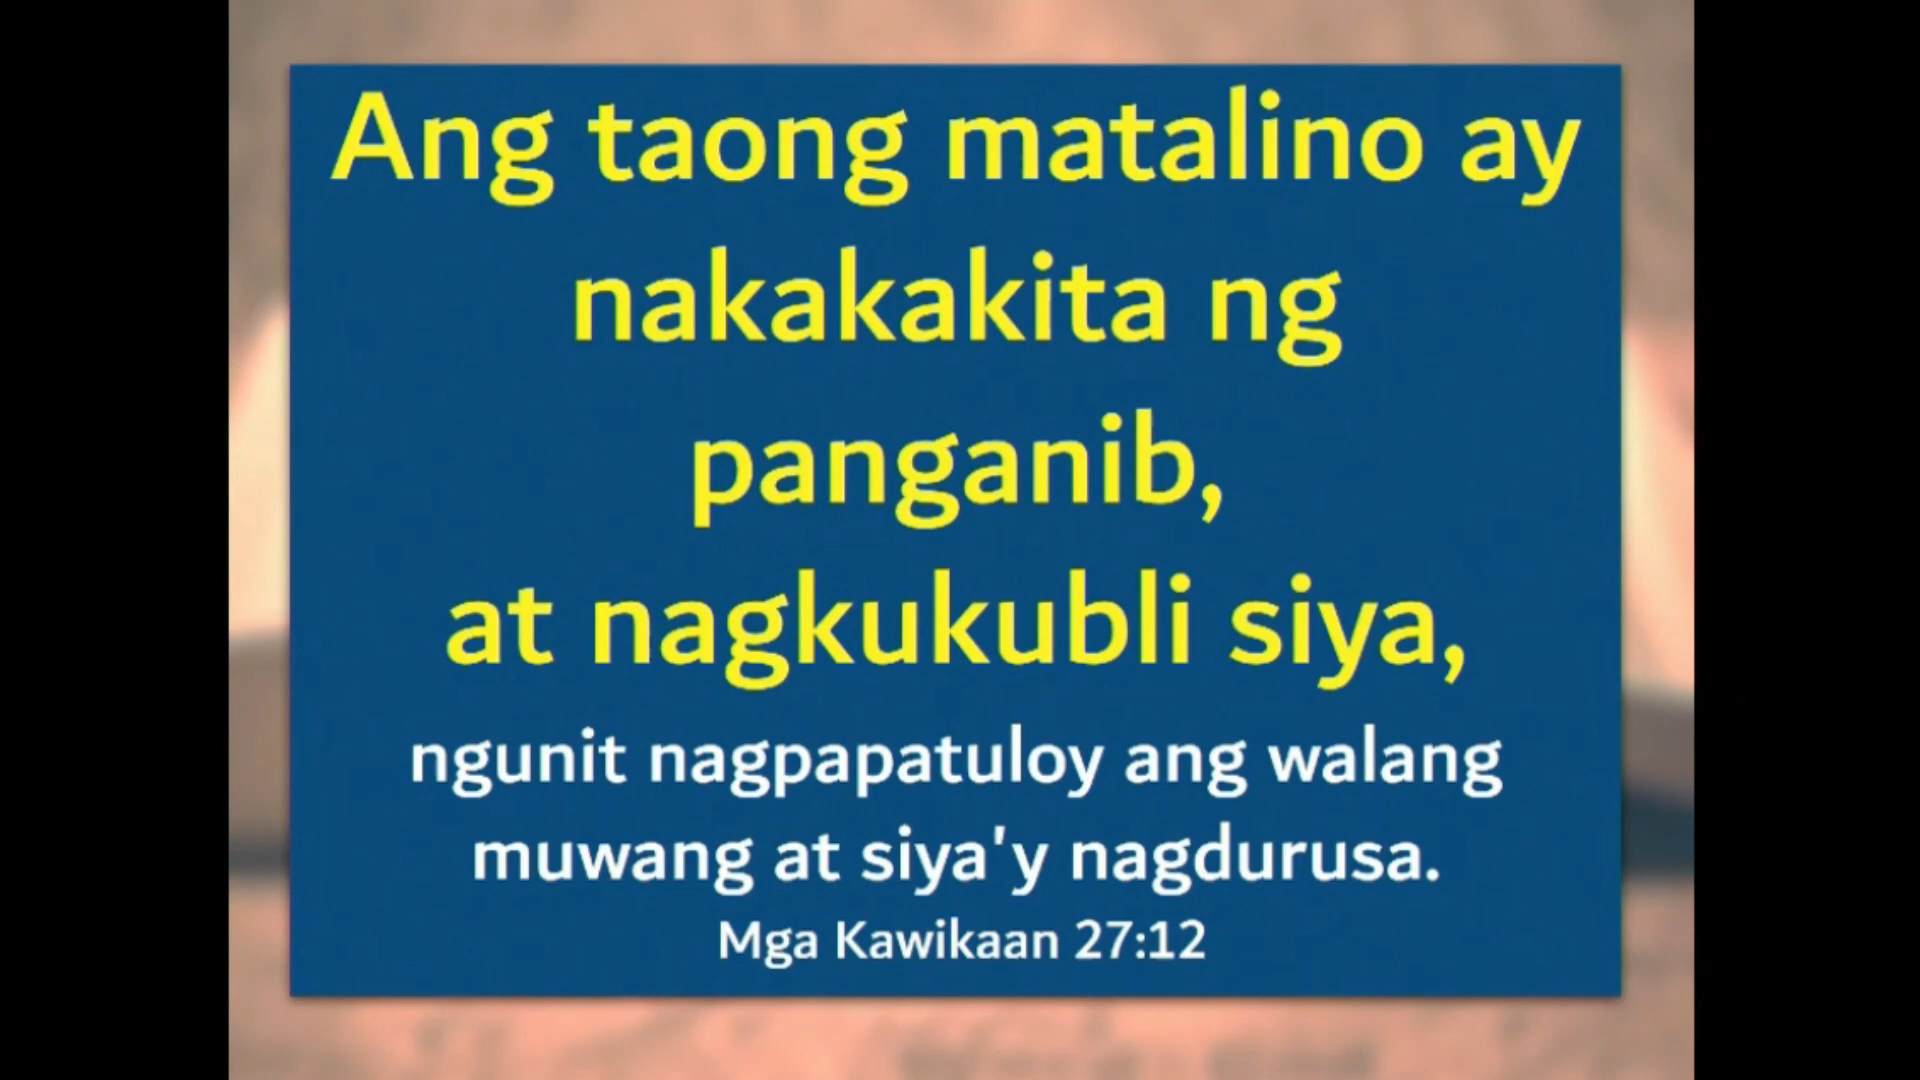 Ang taong matalino ay
nakakakita ng
panganib,
at nagkukubli siya,
ngunit nagpapatuloy ang walang
muwang at siya'y nagdurusa.
Mga Kawikaan 27:12